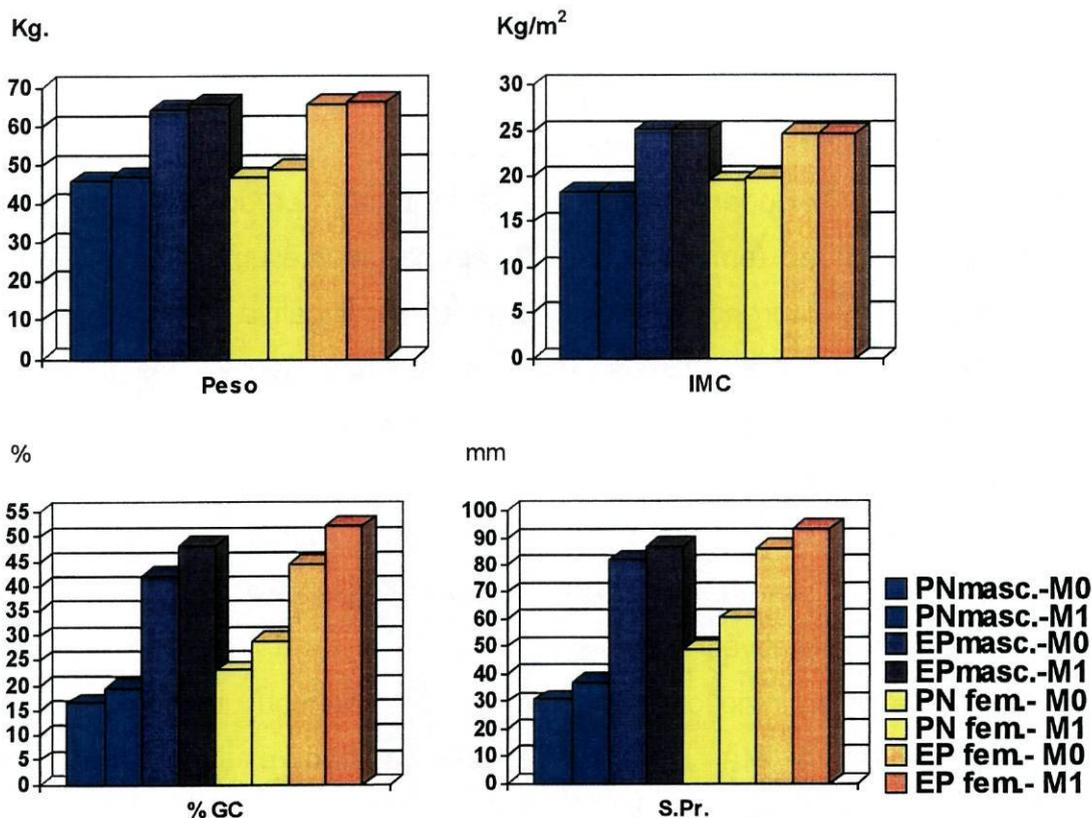 Kg.
Kg/m²
70
60
50
40
30
20
10
0
Peso
30
25
20
15
10
5
0
IMC
%
mm
55
50
45
40
35
30
25
20
15
10
5
0
% GC
100
90
80
70
60
50
40
30
20
10
0
S.Pr.
PNmasc.-M0
PNmasc.-M1
EPmasc.-M0
EPmasc.-M1
PN fem.- M0
PN fem.- M1
EP fem.- M0
EP fem.- M1